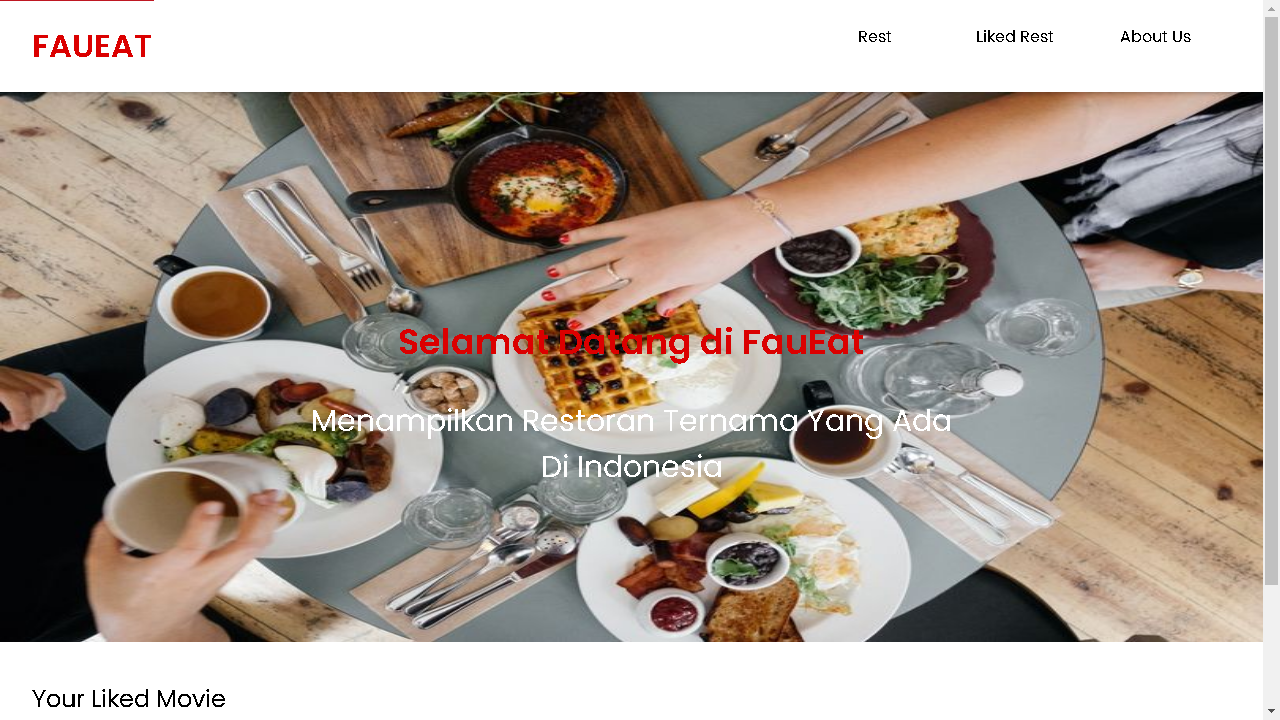 FAUEAT
Rest
Liked Rest
About Us
Selamat Datang di FauEat
Menampilkan Restoran Ternama Yang Ada
Di Indonesia
Your Liked Movie